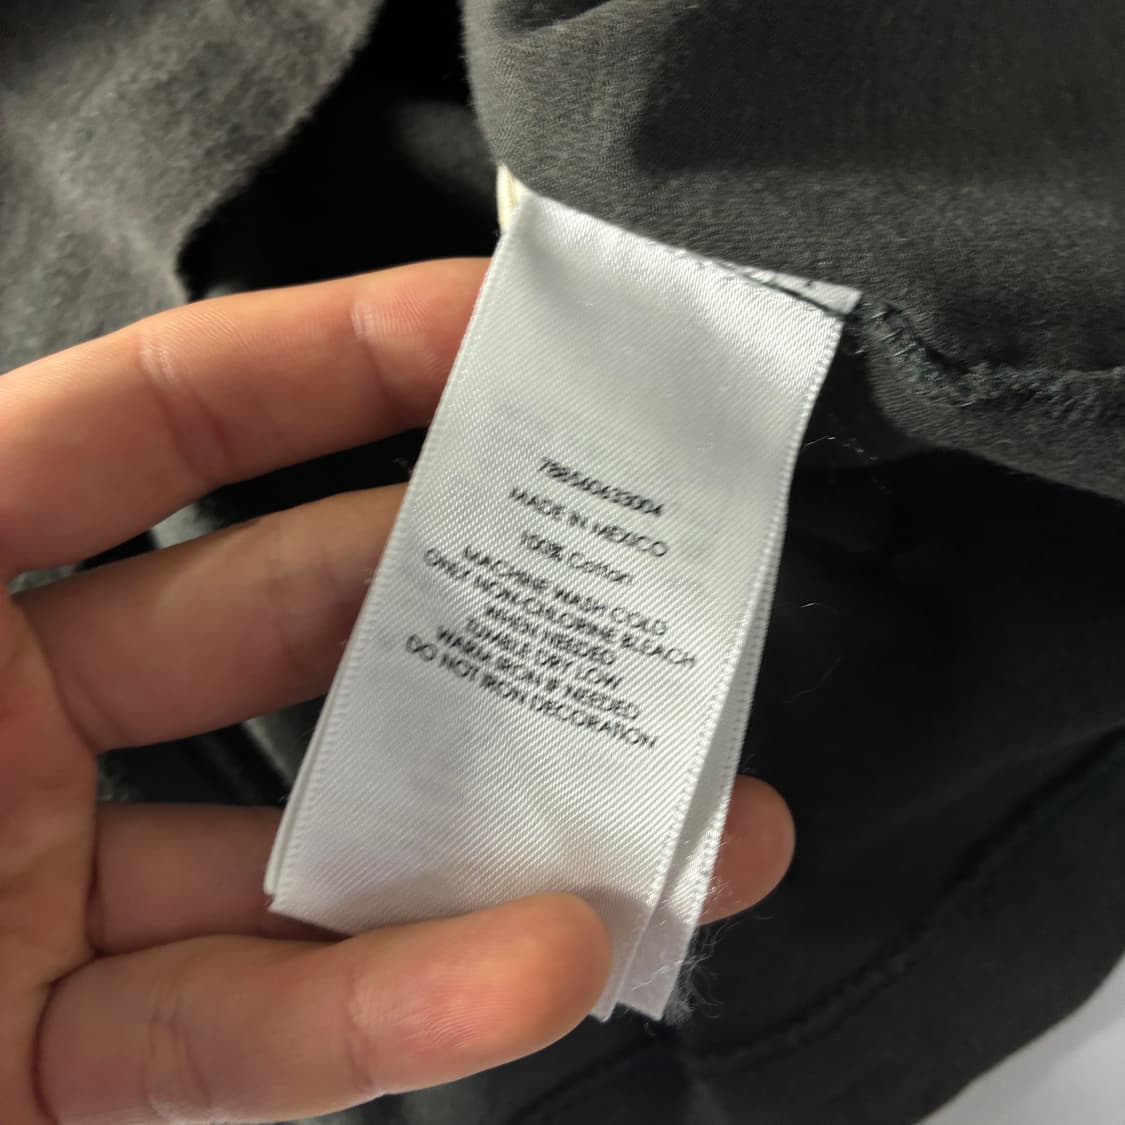 788560633004
MADE IN MEXICO
100% Cotton
MACHINE WASH COLD
ONLY NON-CHLORINE BLEACH
WHEN NEEDED
TUMBLE DRY LOW
WARM IRON IF NEEDED
DO NOT IRON DECORATION